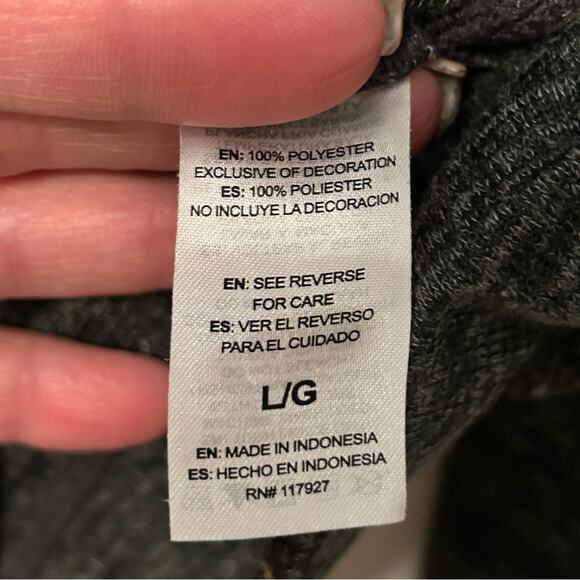 EN: 100% POLYESTER
EXCLUSIVE OF DECORATION
ES: 100% POLIESTER
NO INCLUYE LA DECORACION
EN: SEE REVERSE
FOR CARE
ES: VER EL REVERSO
PARA EL CUIDADO
L/G
EN: MADE IN INDONESIA
ES: HECHO EN INDONESIA
RN# 117927